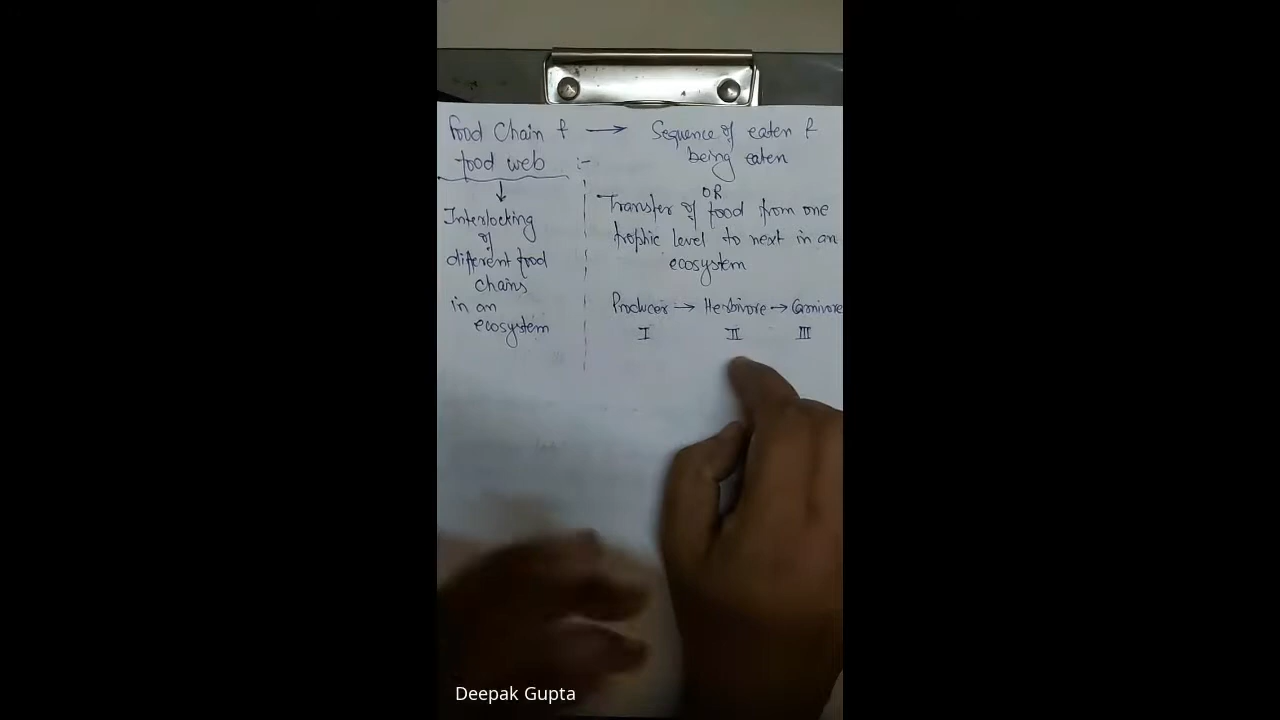 food Chain &
food web :-
↓
Interlocking
of
different food
chains
in an
ecosystem
→ Sequence of eaten &
being eaten
OR
Transfer of food from one
trophic level to next in an
ecosystem
Producer → Herbivore → Carnivore
I II III
Deepak Gupta